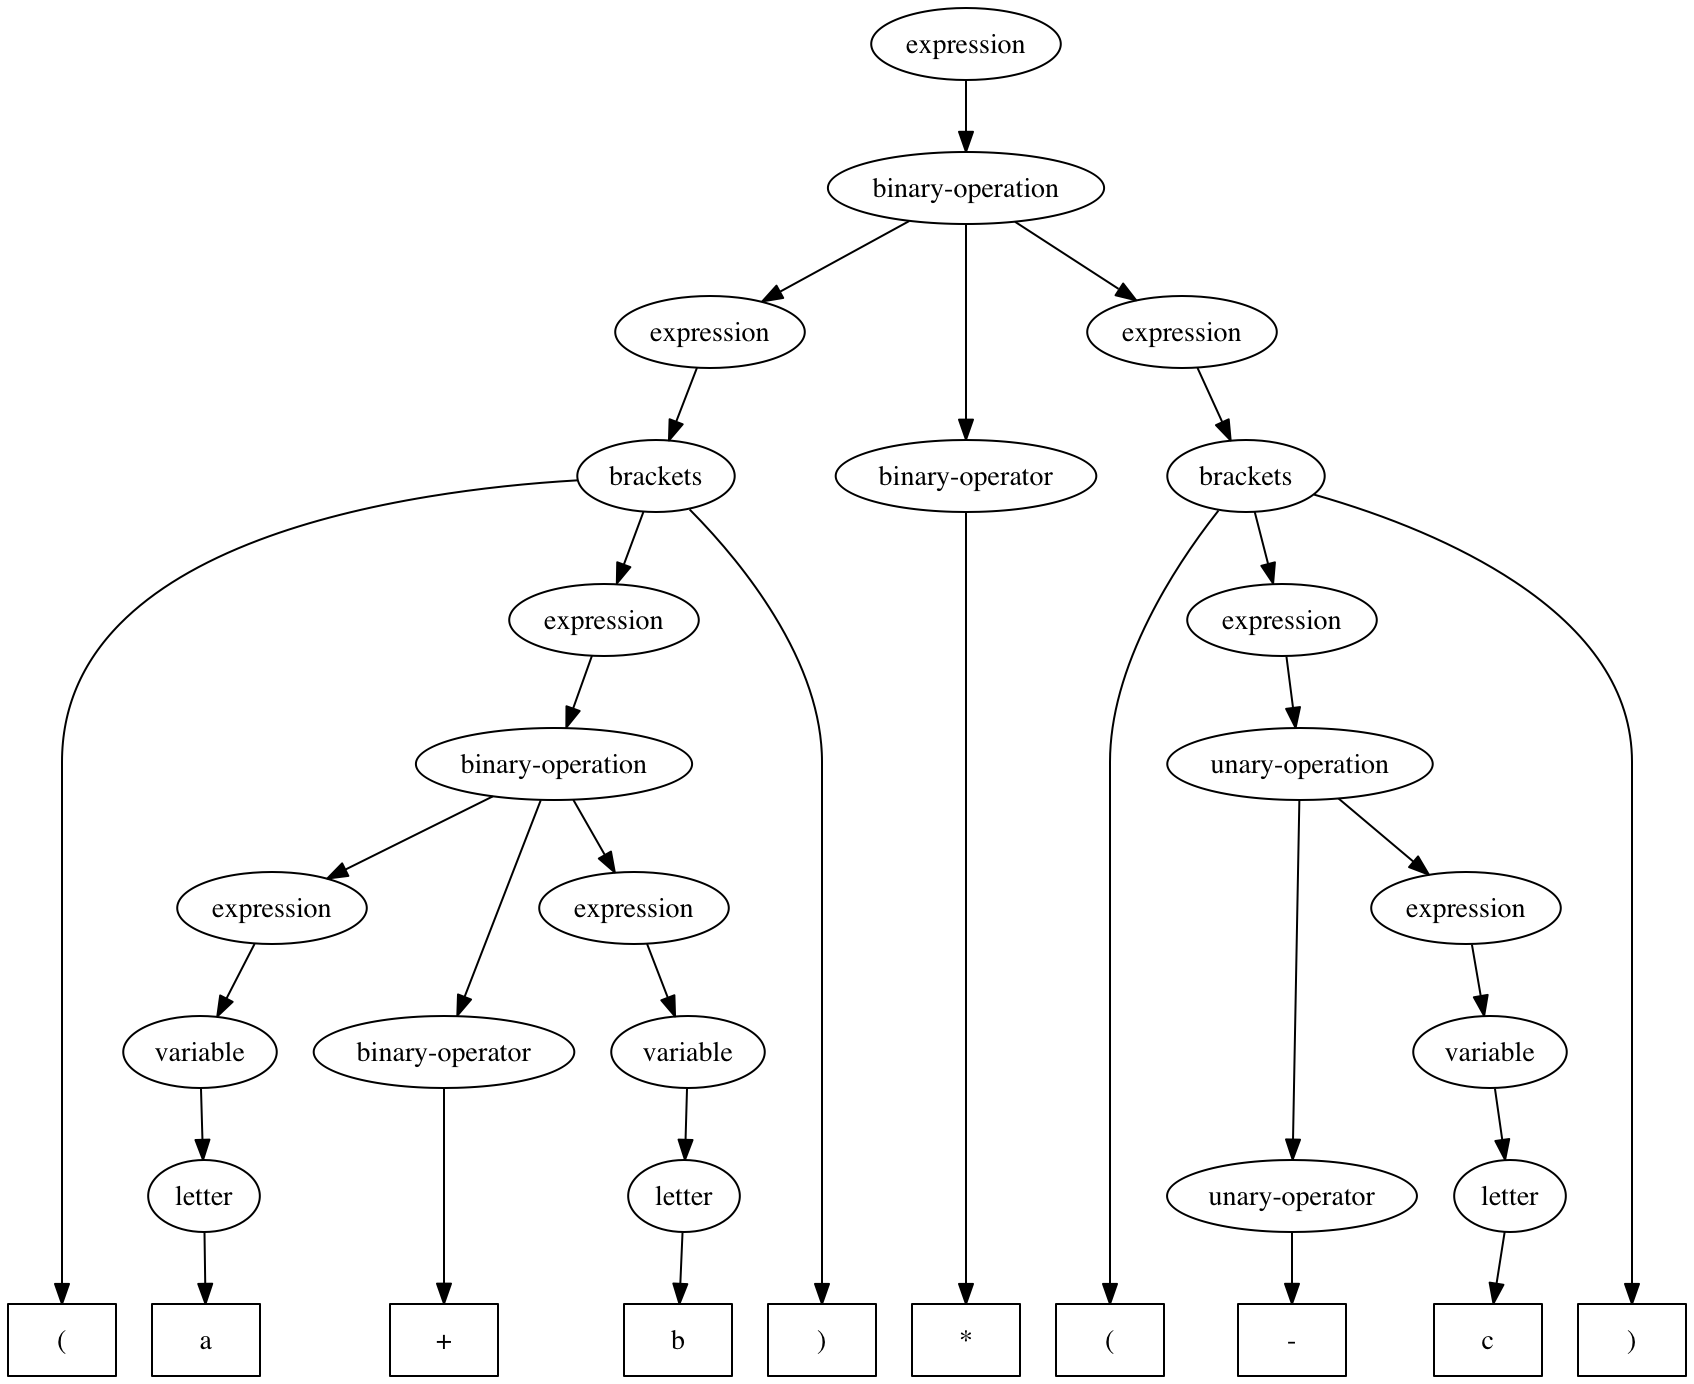 expression
binary-operation
expression expression
brackets binary-operator brackets
expression expression
binary-operation unary-operation
expression expression expression
variable binary-operator variable variable
letter letter unary-operator letter
( a + b ) * ( - c )